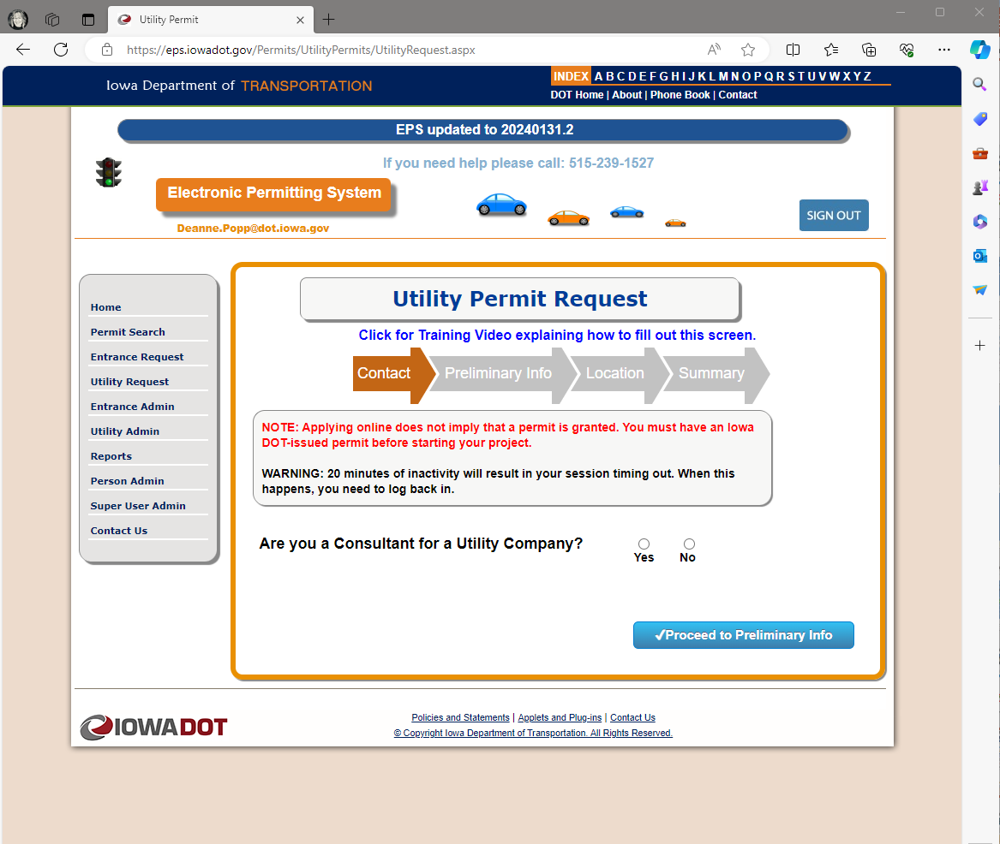 Utility Permit
https://eps.iowadot.gov/Permits/UtilityPermits/UtilityRequest.aspx
Iowa Department of TRANSPORTATION
INDEX A B C D E F G H I J K L M N O P Q R S T U V W X Y Z
DOT Home | About | Phone Book | Contact
EPS updated to 20240131.2
If you need help please call: 515-239-1527
Electronic Permitting System
SIGN OUT
Deanne.Popp@dot.iowa.gov
Home
Permit Search
Entrance Request
Utility Request
Entrance Admin
Utility Admin
Reports
Person Admin
Super User Admin
Contact Us
Utility Permit Request
Click for Training Video explaining how to fill out this screen.
Contact Preliminary Info Location Summary
NOTE: Applying online does not imply that a permit is granted. You must have an Iowa
DOT-issued permit before starting your project.
WARNING: 20 minutes of inactivity will result in your session timing out. When this
happens, you need to log back in.
Are you a Consultant for a Utility Company?
Yes No
✓Proceed to Preliminary Info
IOWADOT
Policies and Statements | Applets and Plug-ins | Contact Us
© Copyright Iowa Department of Transportation. All Rights Reserved.